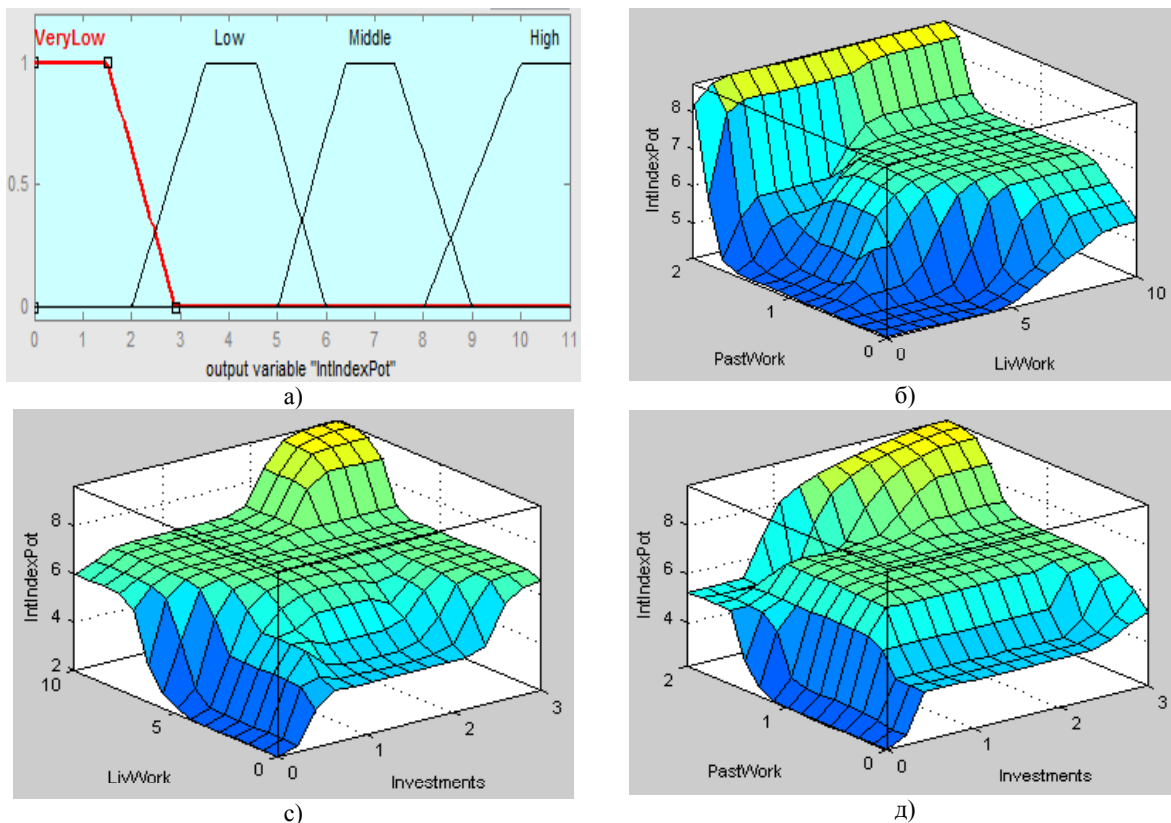 VeryLow Low Middle High
1
0.5
0
0 1 2 3 4 5 6 7 8 9 10 11
output variable "IntIndexPot"
а)
IntIndexPot
8
7
6
5
2
1
0
PastWork
0
5
10
LivWork
б)
IntIndexPot
8
6
4
2
10
5
0
LivWork
0
1
2
3
Investments
с)
IntIndexPot
8
6
4
2
1
0
PastWork
0
1
2
3
Investments
д)